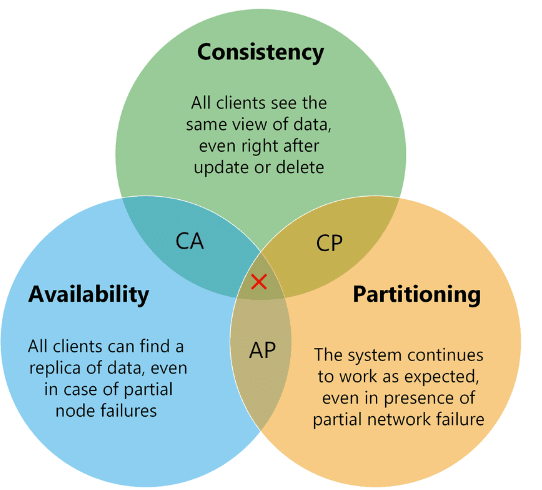 Consistency
All clients see the
same view of data,
even right after
update or delete
CA
CP
Availability
All clients can find a
replica of data, even
in case of partial
node failures
AP
Partitioning
The system continues
to work as expected,
even in presence of
partial network failure